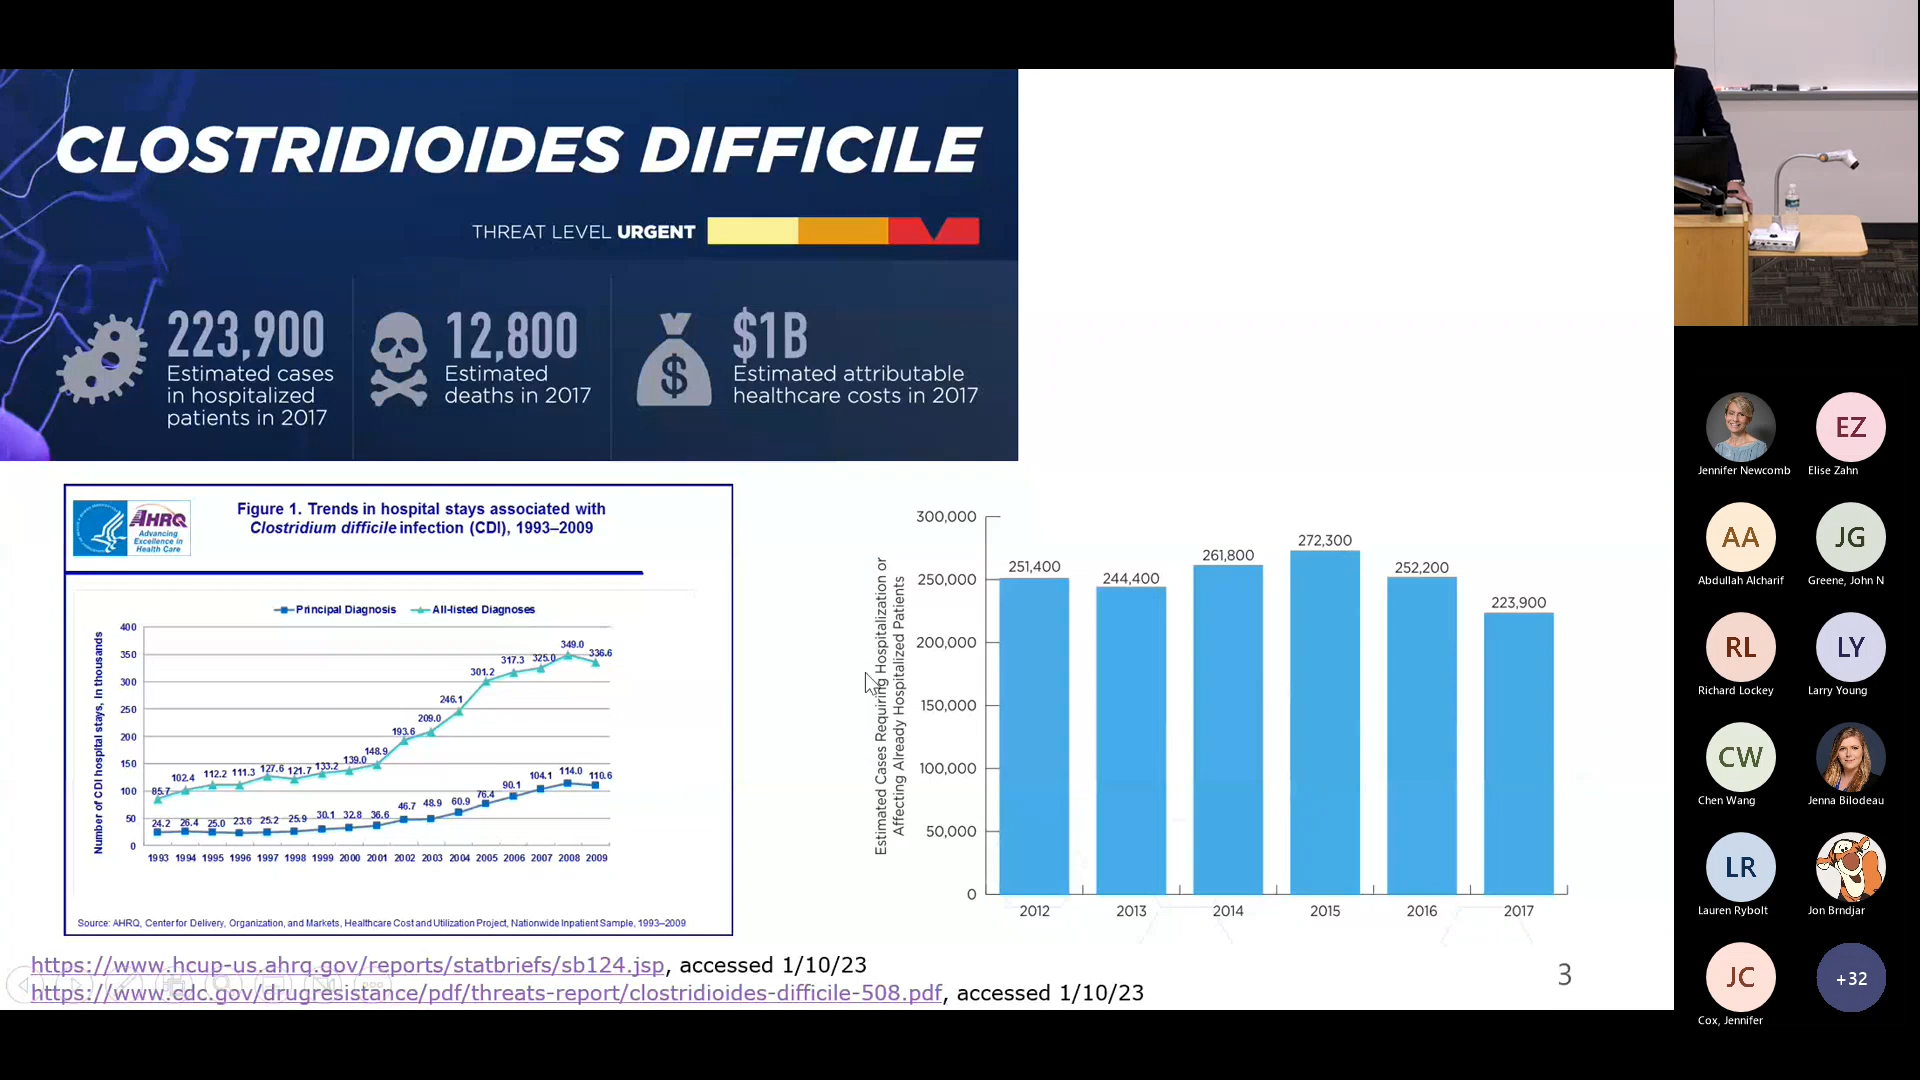 CLOSTRIDIOIDES DIFFICILE
THREAT LEVEL URGENT
223,900
Estimated cases
in hospitalized
patients in 2017
12,800
Estimated
deaths in 2017
$
$1B
Estimated attributable
healthcare costs in 2017
AHRQ
Advancing
Excellence in
Health Care
Figure 1. Trends in hospital stays associated with
Clostridium difficile infection (CDI), 1993–2009
Principal Diagnosis All-listed Diagnoses
Number of CDI hospital stays, in thousands
400
350
300
250
200
150
100
50
0
85.7 102.4 112.2 111.3 127.6 121.7 133.2 139.0 148.9 193.6 209.0 246.1 301.2 317.3 325.0 349.0 336.6
24.2 26.4 25.0 23.6 25.2 25.9 30.1 32.8 36.6 46.7 48.9 60.9 76.4 90.1 104.1 114.0 110.6
1993 1994 1995 1996 1997 1998 1999 2000 2001 2002 2003 2004 2005 2006 2007 2008 2009
Source: AHRQ, Center for Delivery, Organization, and Markets, Healthcare Cost and Utilization Project, Nationwide Inpatient Sample, 1993–2009
Estimated Cases Requiring Hospitalization or
Affecting Already Hospitalized Patients
300,000
250,000
200,000
150,000
100,000
50,000
0
251,400 244,400 261,800 272,300 252,200 223,900
2012 2013 2014 2015 2016 2017
https://www.hcup-us.ahrq.gov/reports/statbriefs/sb124.jsp, accessed 1/10/23
https://www.cdc.gov/drugresistance/pdf/threats-report/clostridioides-difficile-508.pdf, accessed 1/10/23
3
EZ
Jennifer Newcomb Elise Zahn
AA JG
Abdullah Alcharif Greene, John N
RL LY
Richard Lockey Larry Young
CW
Chen Wang Jenna Bilodeau
LR
Lauren Rybolt Jon Brndjar
JC +32
Cox, Jennifer